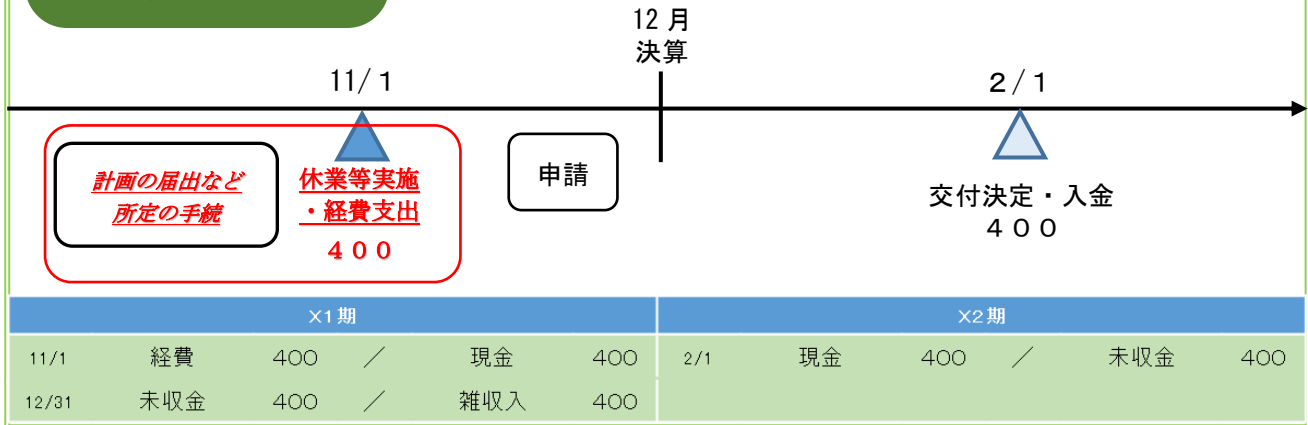 12 月
決算
11/ 1
２/ 1
計画の届出など
所定の手続
休業等実施
・経費支出
４００
申請
交付決定・入金
４００
X1期
X2期
11/1 経費 400 ／ 現金 400
2/1 現金 400 ／ 未収金 400
12/31 未収金 400 ／ 雑収入 400